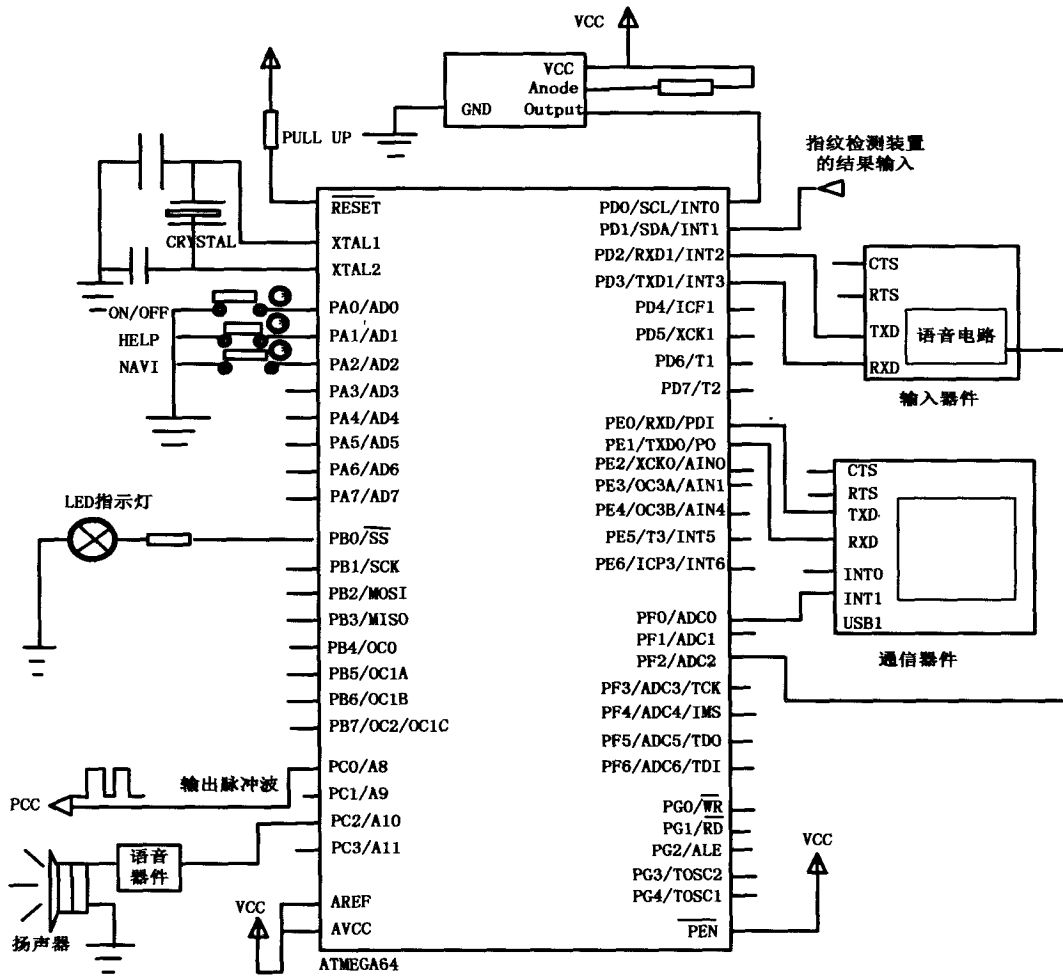 VCC
VCC
Anode
GND Output
PULL UP
指纹检测装置
的结果输入
CRYSTAL
ON/OFF
HELP
NAVI
RESET
XTAL1
XTAL2
PA0/AD0
PA1/AD1
PA2/AD2
PA3/AD3
PA4/AD4
PA5/AD5
PA6/AD6
PA7/AD7
PB0/SS
PB1/SCK
PB2/MOSI
PB3/MISO
PB4/OC0
PB5/OC1A
PB6/OC1B
PB7/OC2/OC1C
PC0/A8
PC1/A9
PC2/A10
PC3/A11
AREF
AVCC
PD0/SCL/INT0
PD1/SDA/INT1
PD2/RXD1/INT2
PD3/TXD1/INT3
PD4/ICF1
PD5/XCK1
PD6/T1
PD7/T2
PE0/RXD/PDI
PE1/TXD0/PO
PE2/XCK0/AIN0
PE3/OC3A/AIN1
PE4/OC3B/AIN4
PE5/T3/INT5
PE6/ICP3/INT6
PF0/ADC0
PF1/ADC1
PF2/ADC2
PF3/ADC3/TCK
PF4/ADC4/IMS
PF5/ADC5/TDO
PF6/ADC6/TDI
PG0/WR
PG1/RD
PG2/ALE
PG3/TOSC2
PG4/TOSC1
PEN
ATMEGA64
LED指示灯
输出脉冲波
PCC
语音
器件
扬声器
VCC
VCC
CTS
RTS
TXD
RXD
语音电路
输入器件
CTS
RTS
TXD
RXD
INT0
INT1
USB1
通信器件